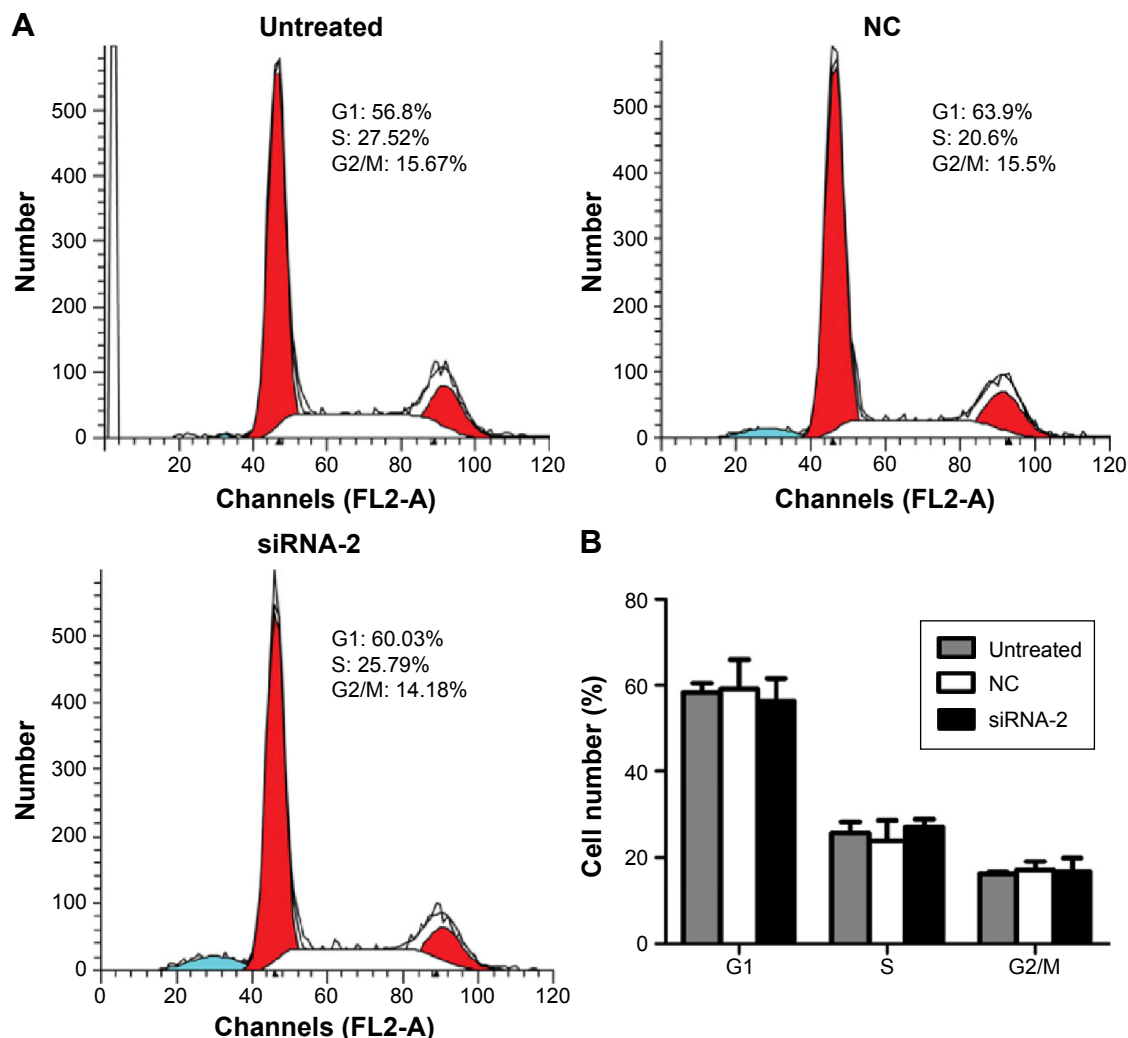 A
Untreated
G1: 56.8%
S: 27.52%
G2/M: 15.67%
Number
500
400
300
200
100
0
20 40 60 80 100 120
Channels (FL2-A)
NC
G1: 63.9%
S: 20.6%
G2/M: 15.5%
Number
500
400
300
200
100
0
0 20 40 60 80 100 120
Channels (FL2-A)
siRNA-2
G1: 60.03%
S: 25.79%
G2/M: 14.18%
Number
500
400
300
200
100
0
0 20 40 60 80 100 120
Channels (FL2-A)
B
Cell number (%)
80
60
40
20
0
Untreated
NC
siRNA-2
G1 S G2/M